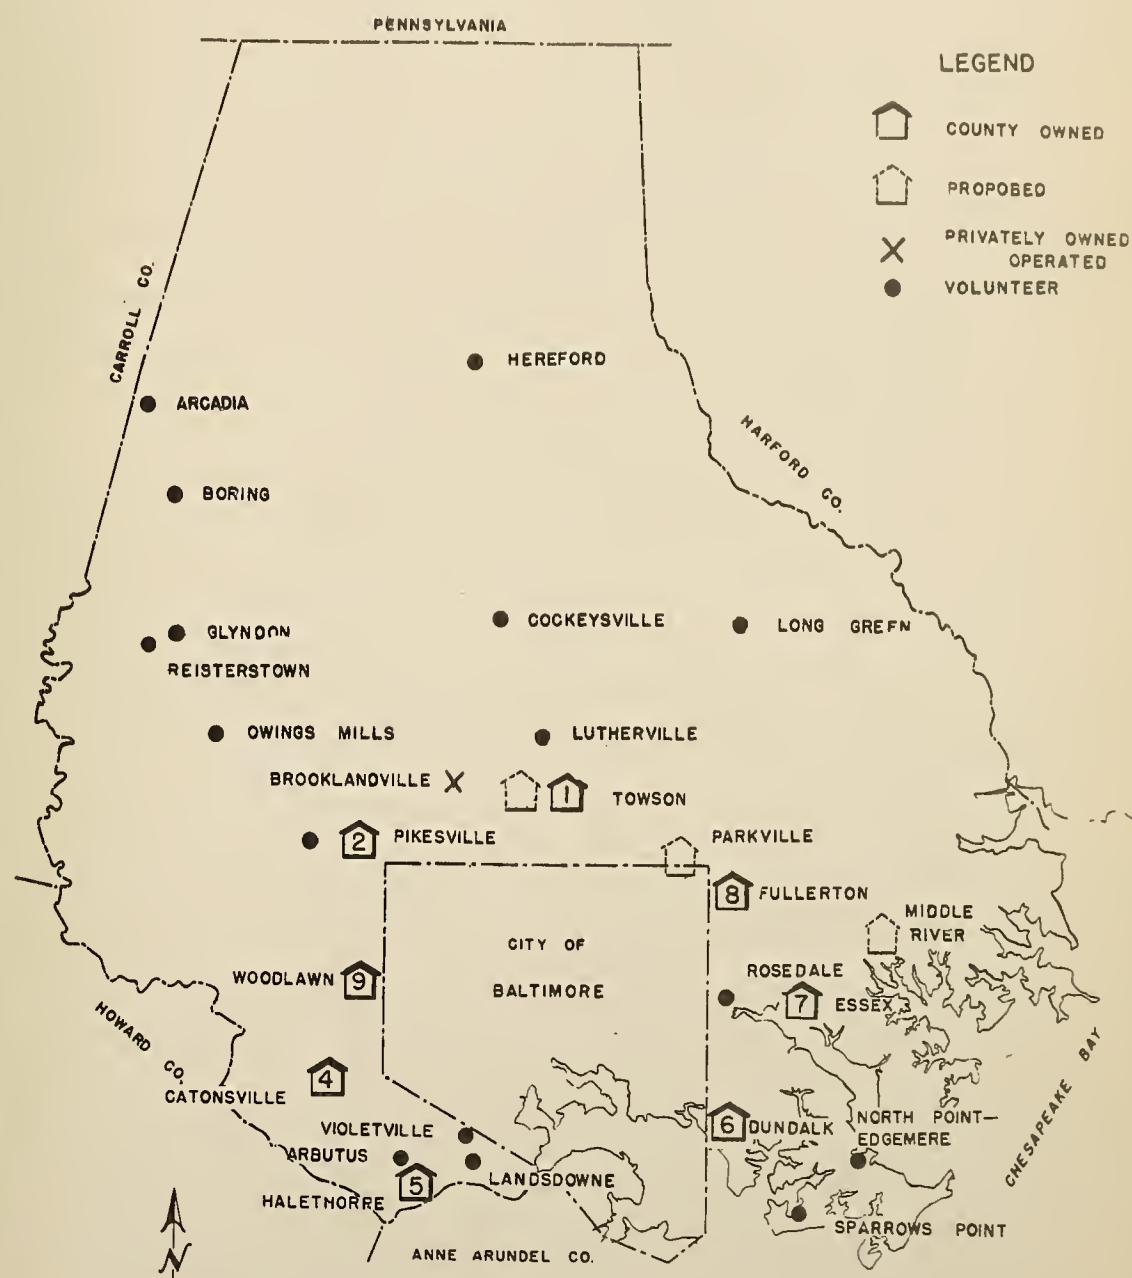 PENNSYLVANIA
LEGEND
COUNTY OWNED
PROPOBED
PRIVATELY OWNED
OPERATED
VOLUNTEER
CARROLL CO.
HEREFORD
ARCADIA
HARFORD CO.
BORING
GLYNDON
COCKEYSVILLE
LONG GREEN
REISTERSTOWN
OWINGS MILLS
LUTHERVILLE
BROOKLANDVILLE
1
TOWSON
2
PIKESVILLE
PARKVILLE
8
FULLERTON
MIDDLE
RIVER
CITY OF
BALTIMORE
WOODLAWN
9
ROSEDALE
7
ESSEX
HOWARD CO.
CHESAPEAKE BAY
4
CATONSVILLE
6
DUNDALK
NORTH POINT—
EDGEMERE
VIOLETVILLE
ARBUTUS
LANDSDOWNE
5
HALETHORRE
SPARROWS POINT
ANNE ARUNDEL CO.
N